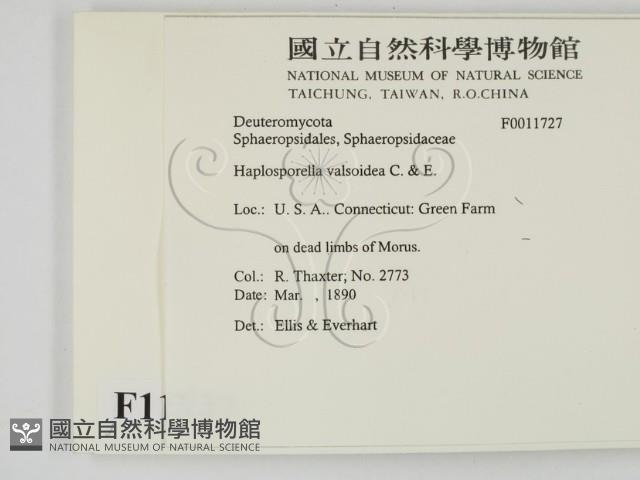 國立自然科學博物館
NATIONAL MUSEUM OF NATURAL SCIENCE
TAICHUNG, TAIWAN, R.O.CHINA
Deuteromycota F0011727
Sphaeropsidales, Sphaeropsidaceae
Haplosporella valsoidea C. & E.
Loc.: U. S. A.. Connecticut: Green Farm
on dead limbs of Morus.
Col.: R. Thaxter; No. 2773
Date: Mar. , 1890
Det.: Ellis & Everhart
F11
國立自然科學博物館
NATIONAL MUSEUM OF NATURAL SCIENCE